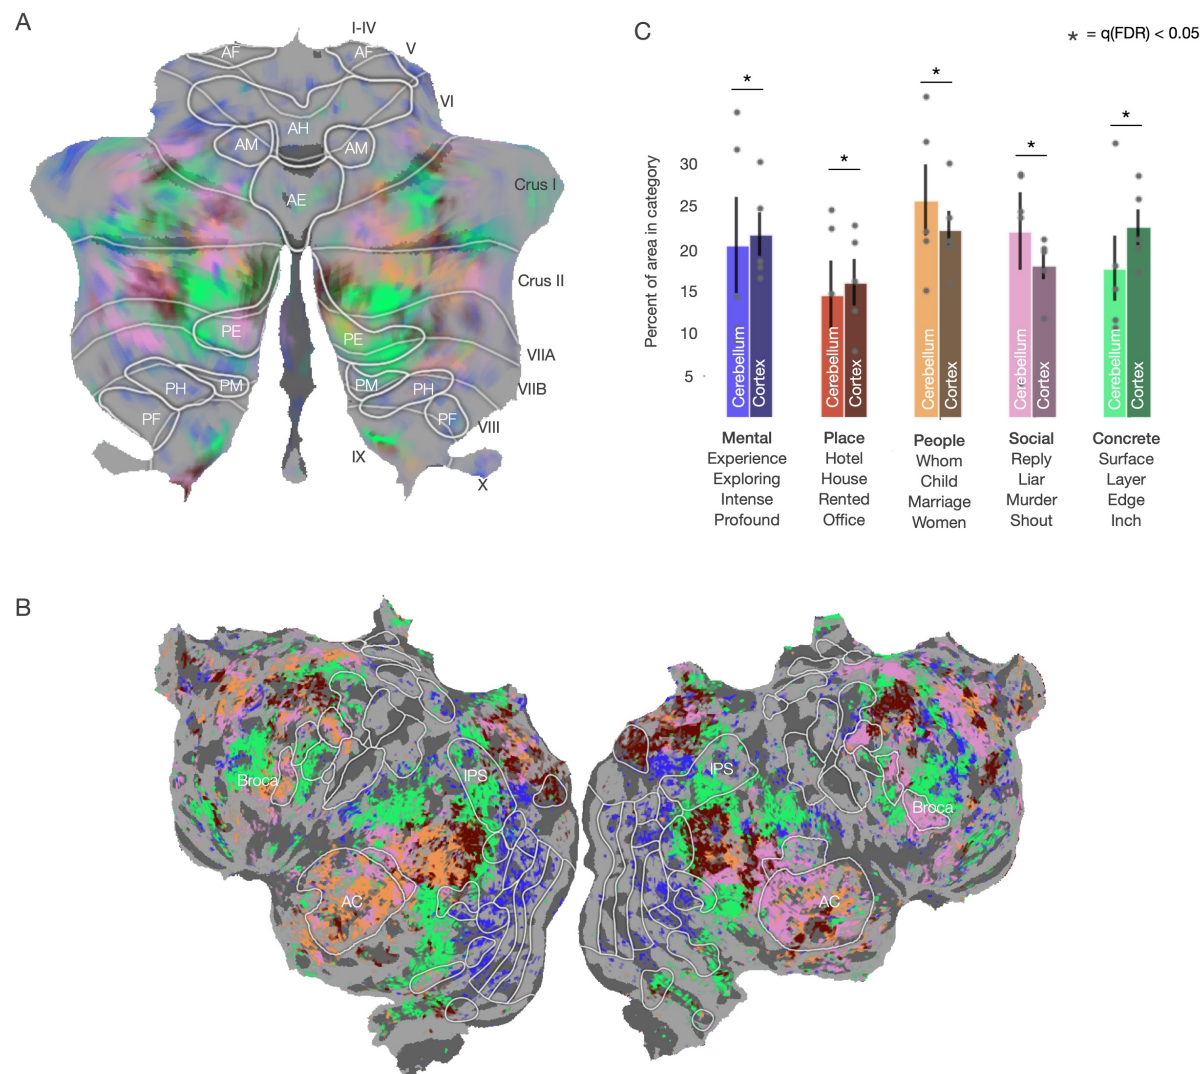 A
I-IV
AF
AF
V
VI
AH
AM
AM
AE
Crus I
Crus II
PE
PE
VIIA
PH
PM
PM
PH
VIIB
PF
PF
VIII
IX
X
C
* = q(FDR) < 0.05
*
*
*
*
*
Percent of area in category
30
25
20
15
10
5
Cerebellum
Cortex
Cerebellum
Cortex
Cerebellum
Cortex
Cerebellum
Cortex
Cerebellum
Cortex
Mental
Experience
Exploring
Intense
Profound
Place
Hotel
House
Rented
Office
People
Whom
Child
Marriage
Women
Social
Reply
Liar
Murder
Shout
Concrete
Surface
Layer
Edge
Inch
B
Broca
IPS
AC
IPS
Broca
AC